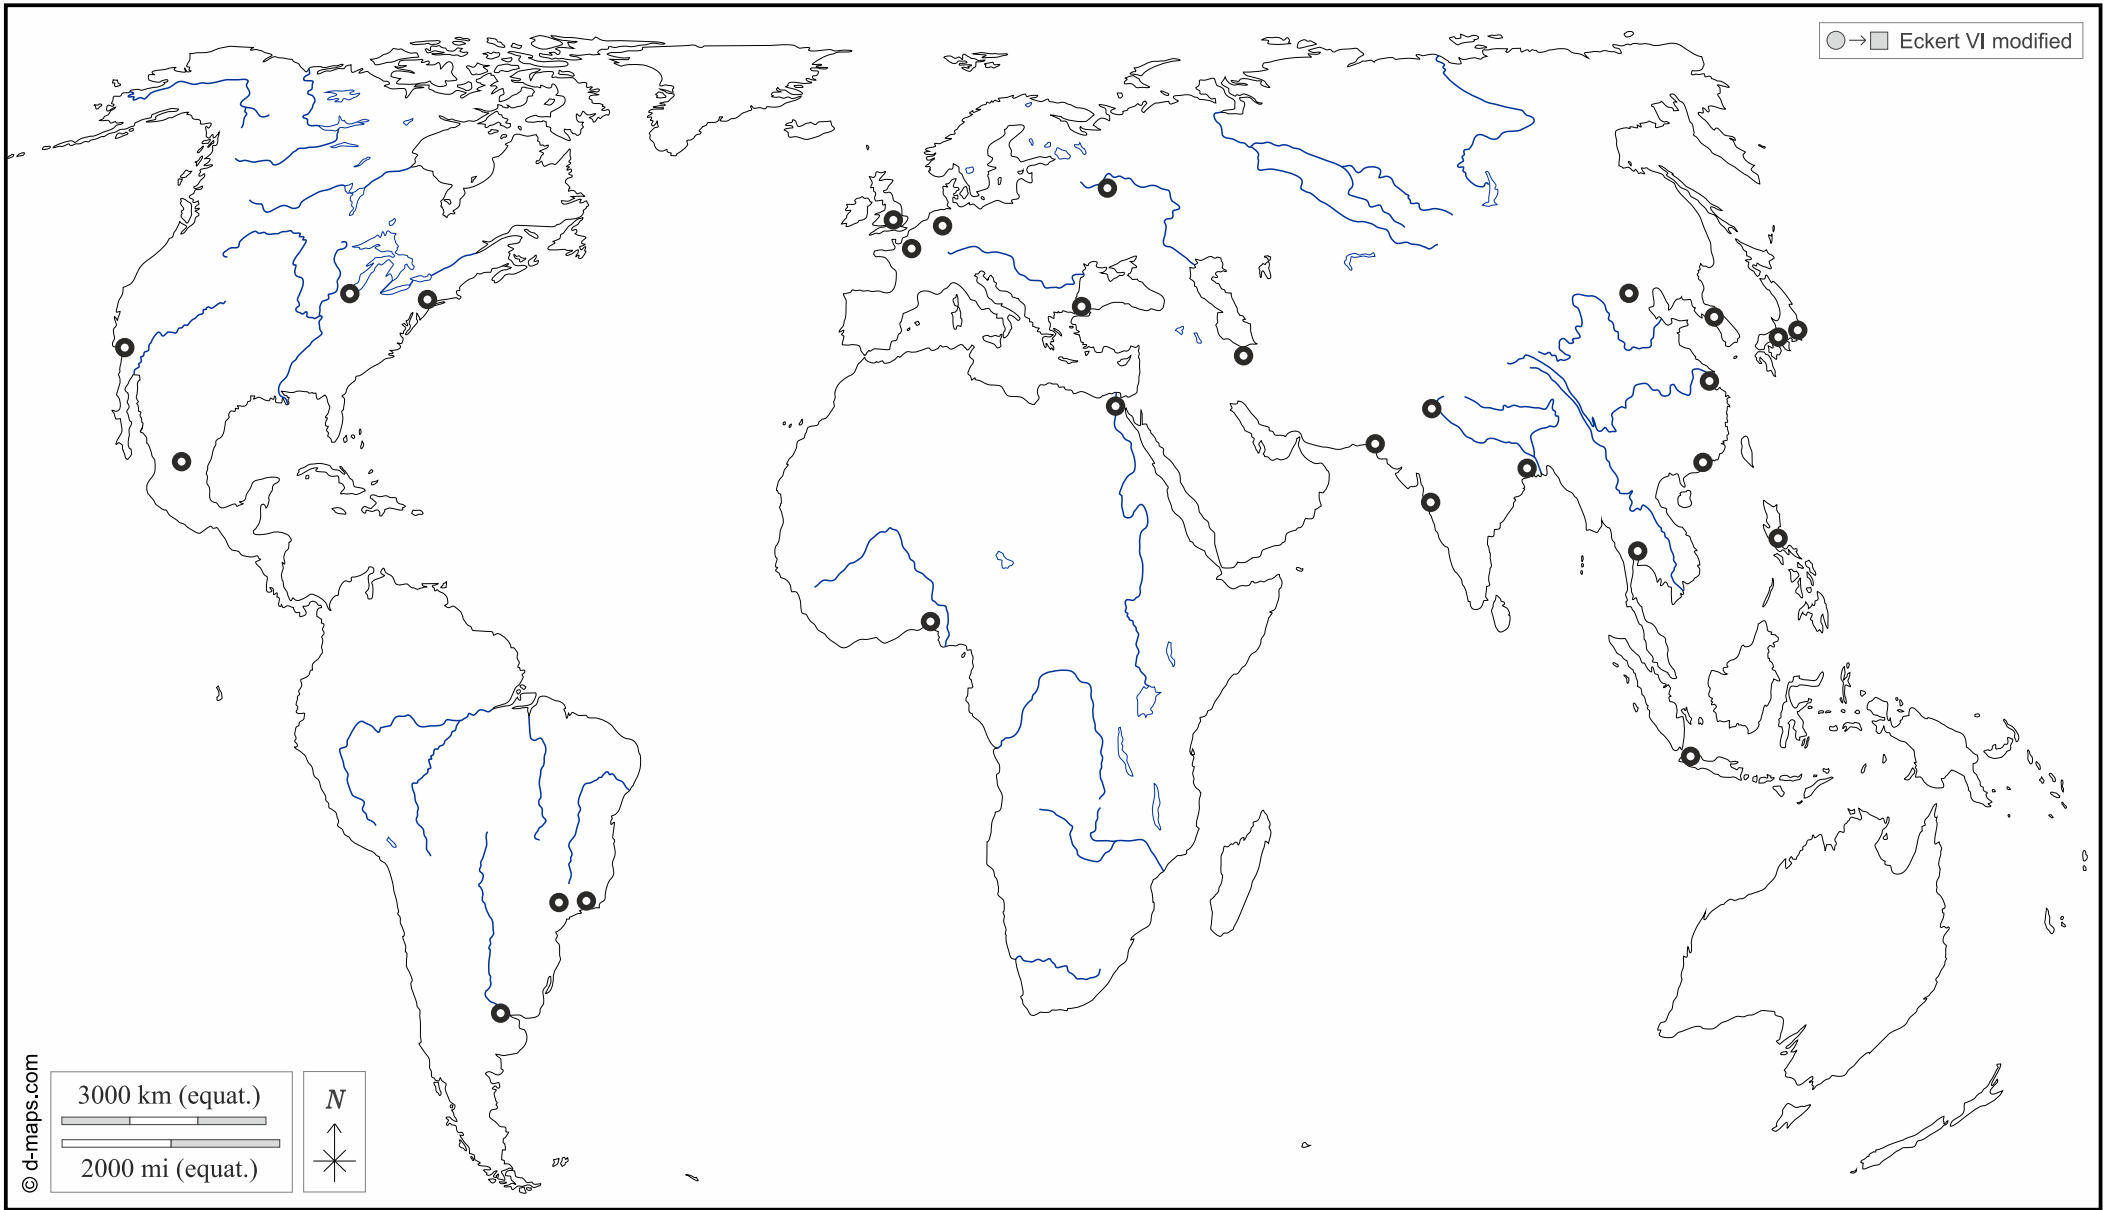 ○→□ Eckert VI modified
3000 km (equat.)
2000 mi (equat.)
N
© d-maps.com